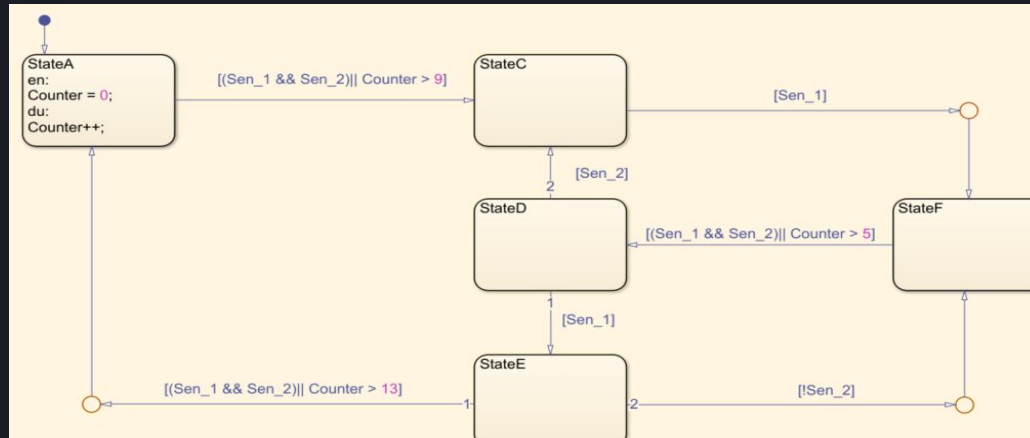 StateA
en:
Counter = 0;
du:
Counter++;
[(Sen_1 && Sen_2)|| Counter > 9]
StateC
[Sen_1]
2
[Sen_2]
StateD
[(Sen_1 && Sen_2)|| Counter > 5]
StateF
1
[Sen_1]
StateE
[(Sen_1 && Sen_2)|| Counter > 13]
1
2
[!Sen_2]